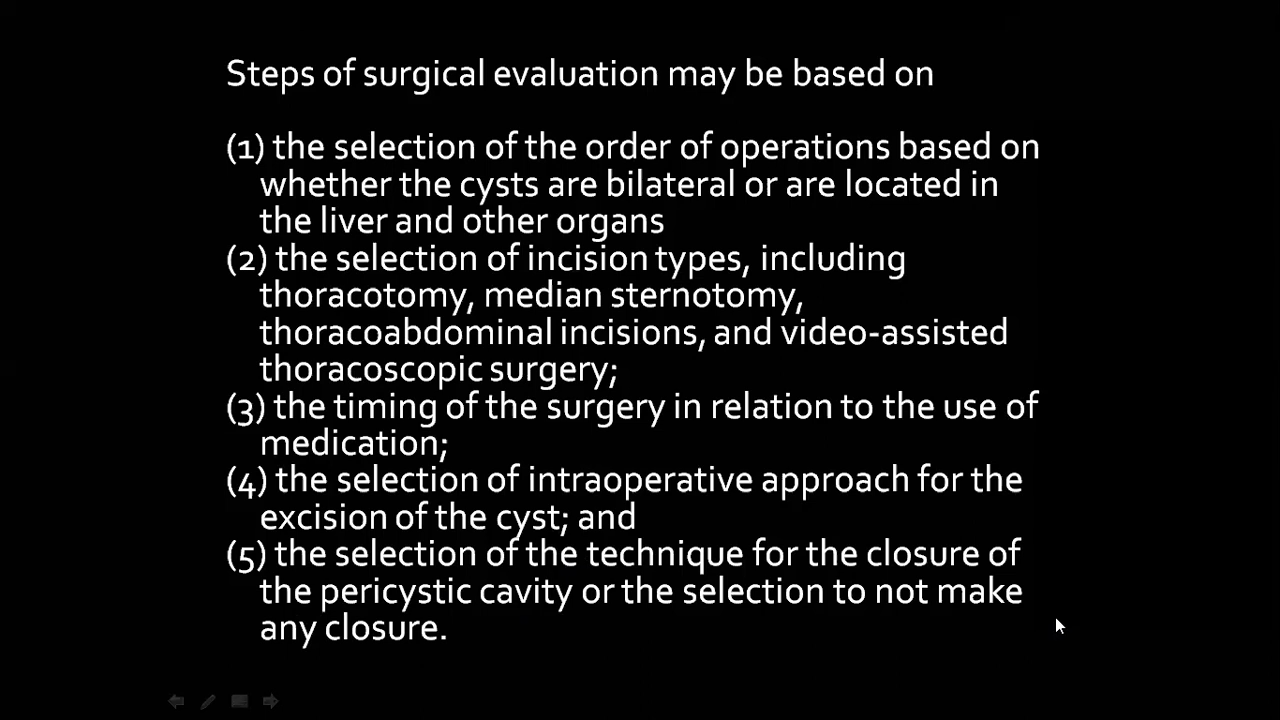 Steps of surgical evaluation may be based on
(1) the selection of the order of operations based on
whether the cysts are bilateral or are located in
the liver and other organs
(2) the selection of incision types, including
thoracotomy, median sternotomy,
thoracoabdominal incisions, and video-assisted
thoracoscopic surgery;
(3) the timing of the surgery in relation to the use of
medication;
(4) the selection of intraoperative approach for the
excision of the cyst; and
(5) the selection of the technique for the closure of
the pericystic cavity or the selection to not make
any closure.